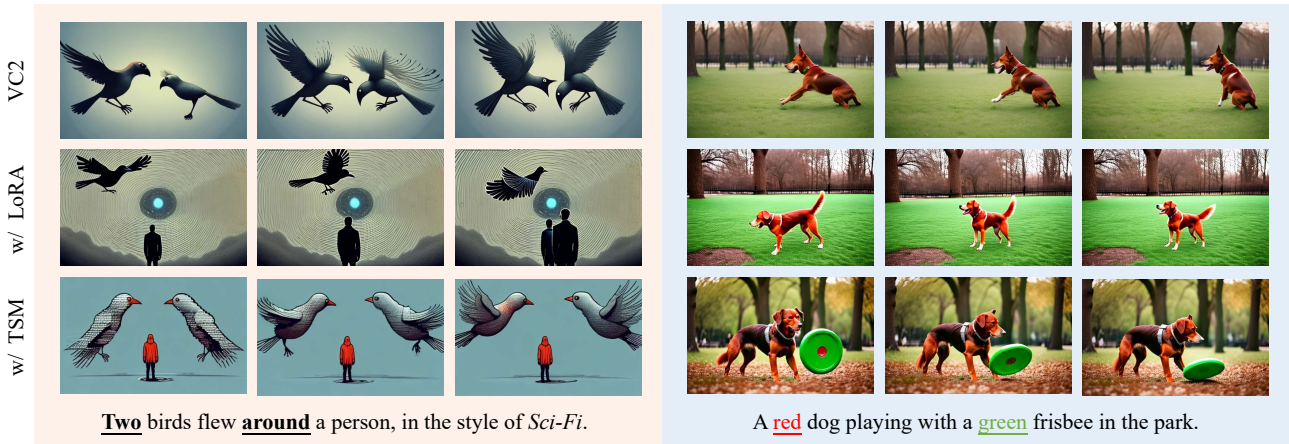 VC2
w/ LoRA
w/ TSM
Two birds flew around a person, in the style of Sci-Fi.
A red dog playing with a green frisbee in the park.